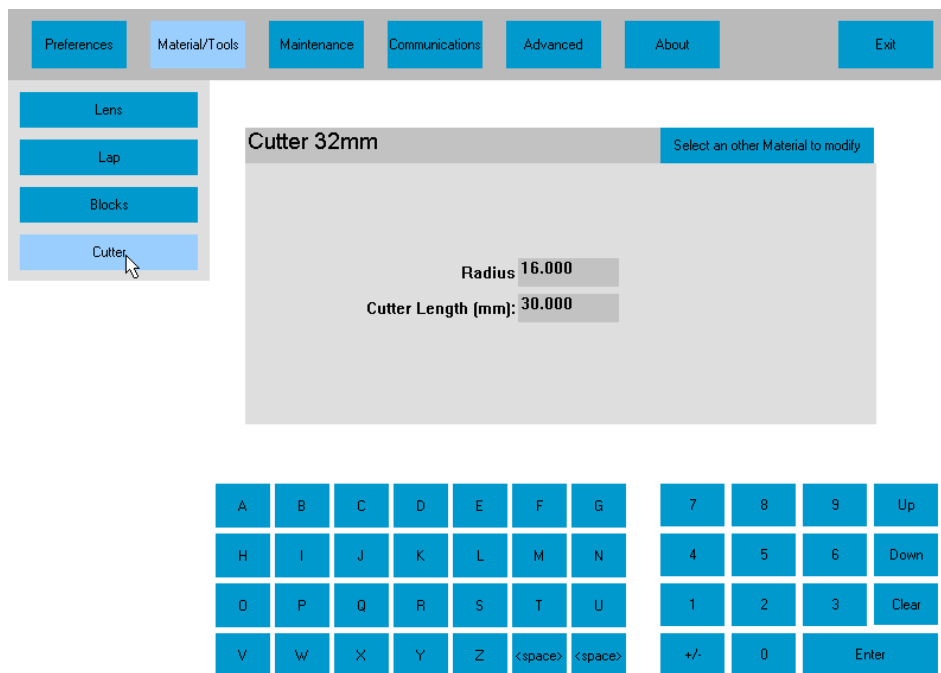 Preferences Material/Tools Maintenance Communications Advanced About Exit
Lens
Lap
Blocks
Cutter
Cutter 32mm Select an other Material to modify
Radius 16.000
Cutter Length (mm): 30.000
A B C D E F G 7 8 9 Up
H I J K L M N 4 5 6 Down
O P Q R S T U 1 2 3 Clear
V W X Y Z <space> <space> +/- 0 Enter